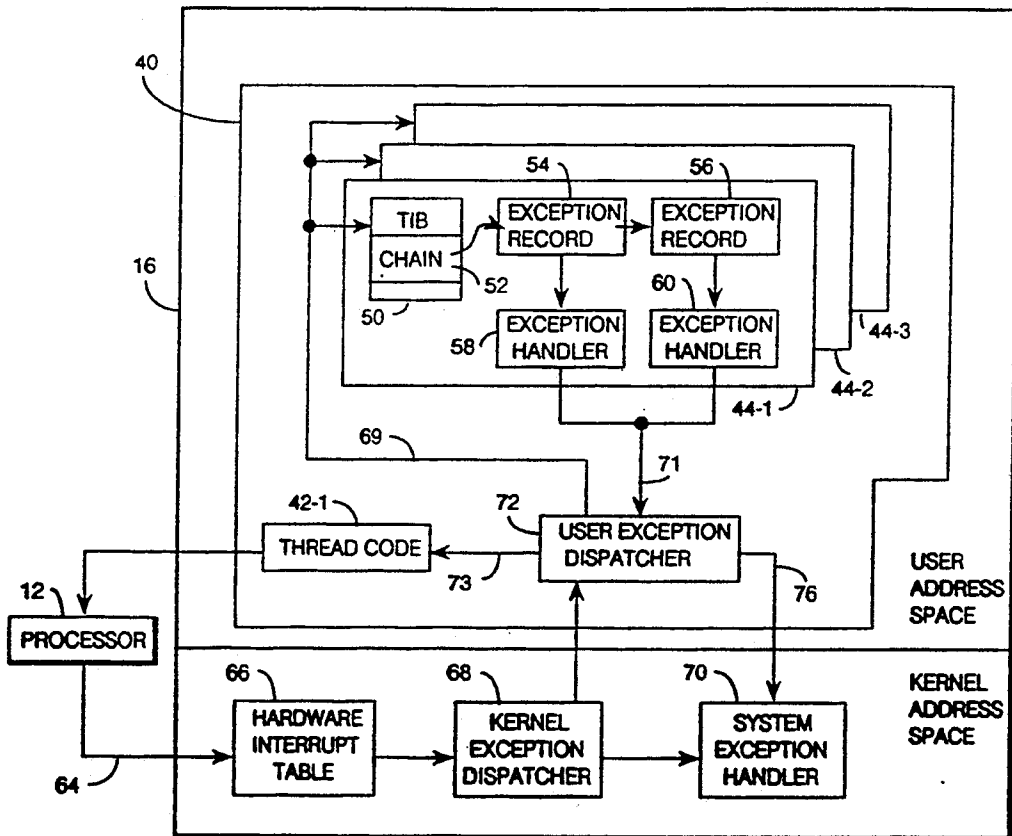 40
54
56
TIB
EXCEPTION
RECORD
EXCEPTION
RECORD
CHAIN
52
16
50
60
58
EXCEPTION
HANDLER
EXCEPTION
HANDLER
44-3
44-2
44-1
69
71
42-1
72
THREAD CODE
USER EXCEPTION
DISPATCHER
73
76
USER
ADDRESS
SPACE
12
PROCESSOR
66
68
70
KERNEL
ADDRESS
SPACE
HARDWARE
INTERRUPT
TABLE
KERNEL
EXCEPTION
DISPATCHER
SYSTEM
EXCEPTION
HANDLER
64